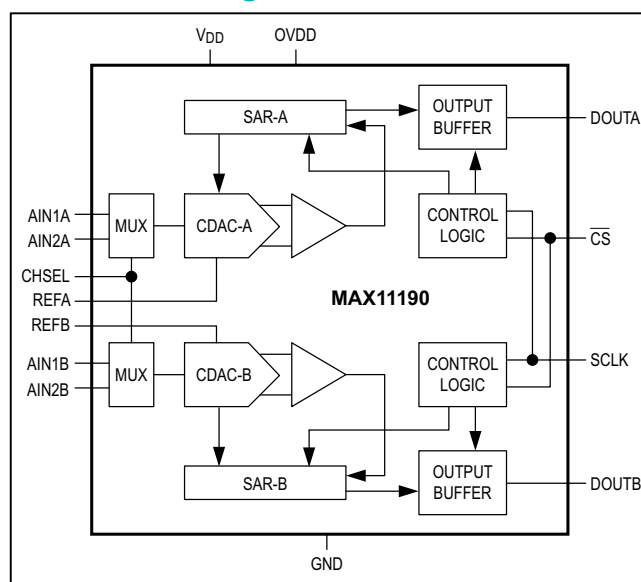 VDD
OVDD
SAR-A
OUTPUT
BUFFER
DOUTA
AIN1A
AIN2A
MUX
CDAC-A
CONTROL
LOGIC
CS
CHSEL
REFA
MAX11190
REFB
AIN1B
AIN2B
MUX
CDAC-B
CONTROL
LOGIC
SCLK
SAR-B
OUTPUT
BUFFER
DOUTB
GND